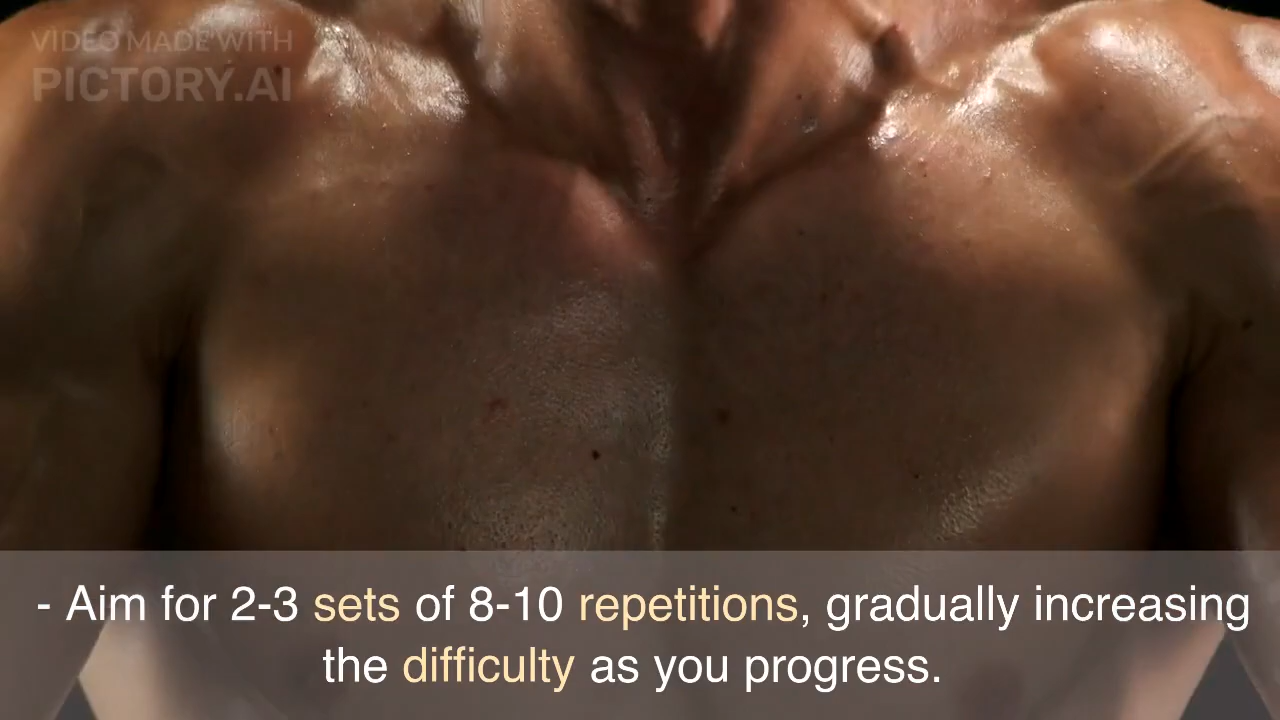 VIDEO MADE WITH
PICTORY.AI
- Aim for 2-3 sets of 8-10 repetitions, gradually increasing
the difficulty as you progress.